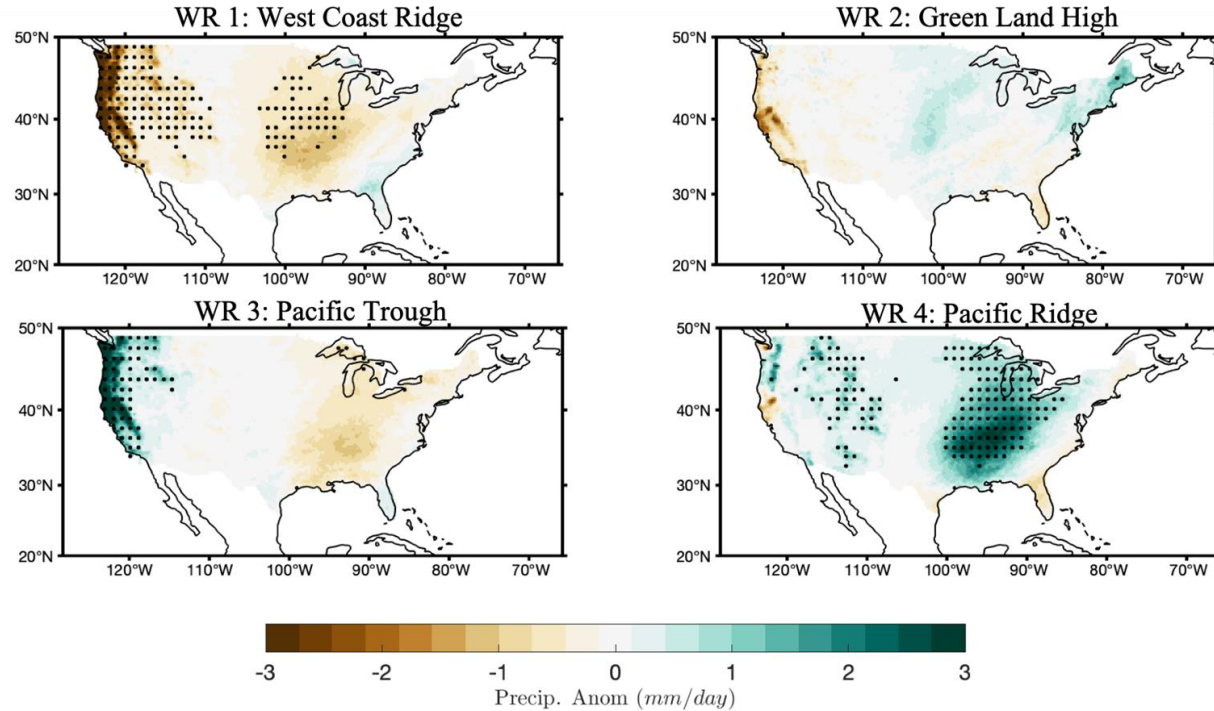 WR 1: West Coast Ridge
WR 2: Green Land High
50°N
40°N
30°N
20°N
120°W 110°W 100°W 90°W 80°W 70°W
50°N
40°N
30°N
20°N
120°W 110°W 100°W 90°W 80°W 70°W
WR 3: Pacific Trough
WR 4: Pacific Ridge
50°N
40°N
30°N
20°N
120°W 110°W 100°W 90°W 80°W 70°W
50°N
40°N
30°N
20°N
120°W 110°W 100°W 90°W 80°W 70°W
-3 -2 -1 0 1 2 3
Precip. Anom (mm/day)